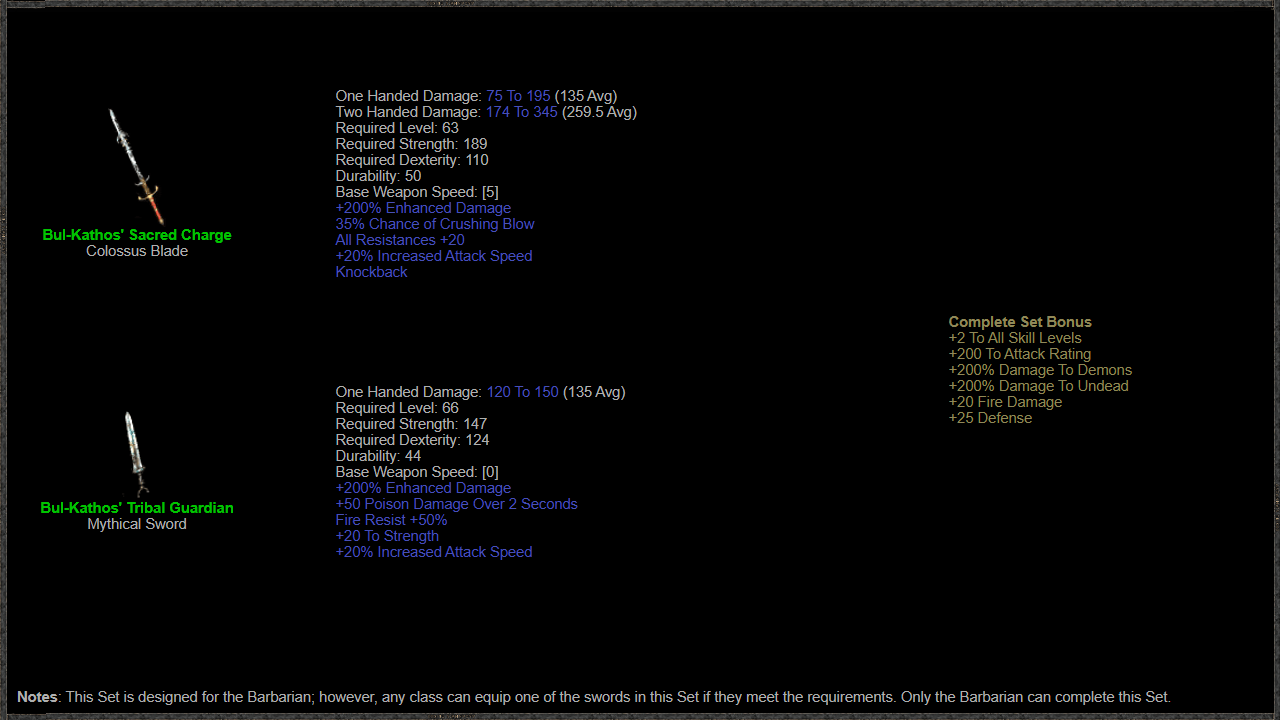 Bul-Kathos' Sacred Charge
Colossus Blade
One Handed Damage: 75 To 195 (135 Avg)
Two Handed Damage: 174 To 345 (259.5 Avg)
Required Level: 63
Required Strength: 189
Required Dexterity: 110
Durability: 50
Base Weapon Speed: [5]
+200% Enhanced Damage
35% Chance of Crushing Blow
All Resistances +20
+20% Increased Attack Speed
Knockback
Bul-Kathos' Tribal Guardian
Mythical Sword
One Handed Damage: 120 To 150 (135 Avg)
Required Level: 66
Required Strength: 147
Required Dexterity: 124
Durability: 44
Base Weapon Speed: [0]
+200% Enhanced Damage
+50 Poison Damage Over 2 Seconds
Fire Resist +50%
+20 To Strength
+20% Increased Attack Speed
Complete Set Bonus
+2 To All Skill Levels
+200 To Attack Rating
+200% Damage To Demons
+200% Damage To Undead
+20 Fire Damage
+25 Defense
Notes: This Set is designed for the Barbarian; however, any class can equip one of the swords in this Set if they meet the requirements. Only the Barbarian can complete this Set.